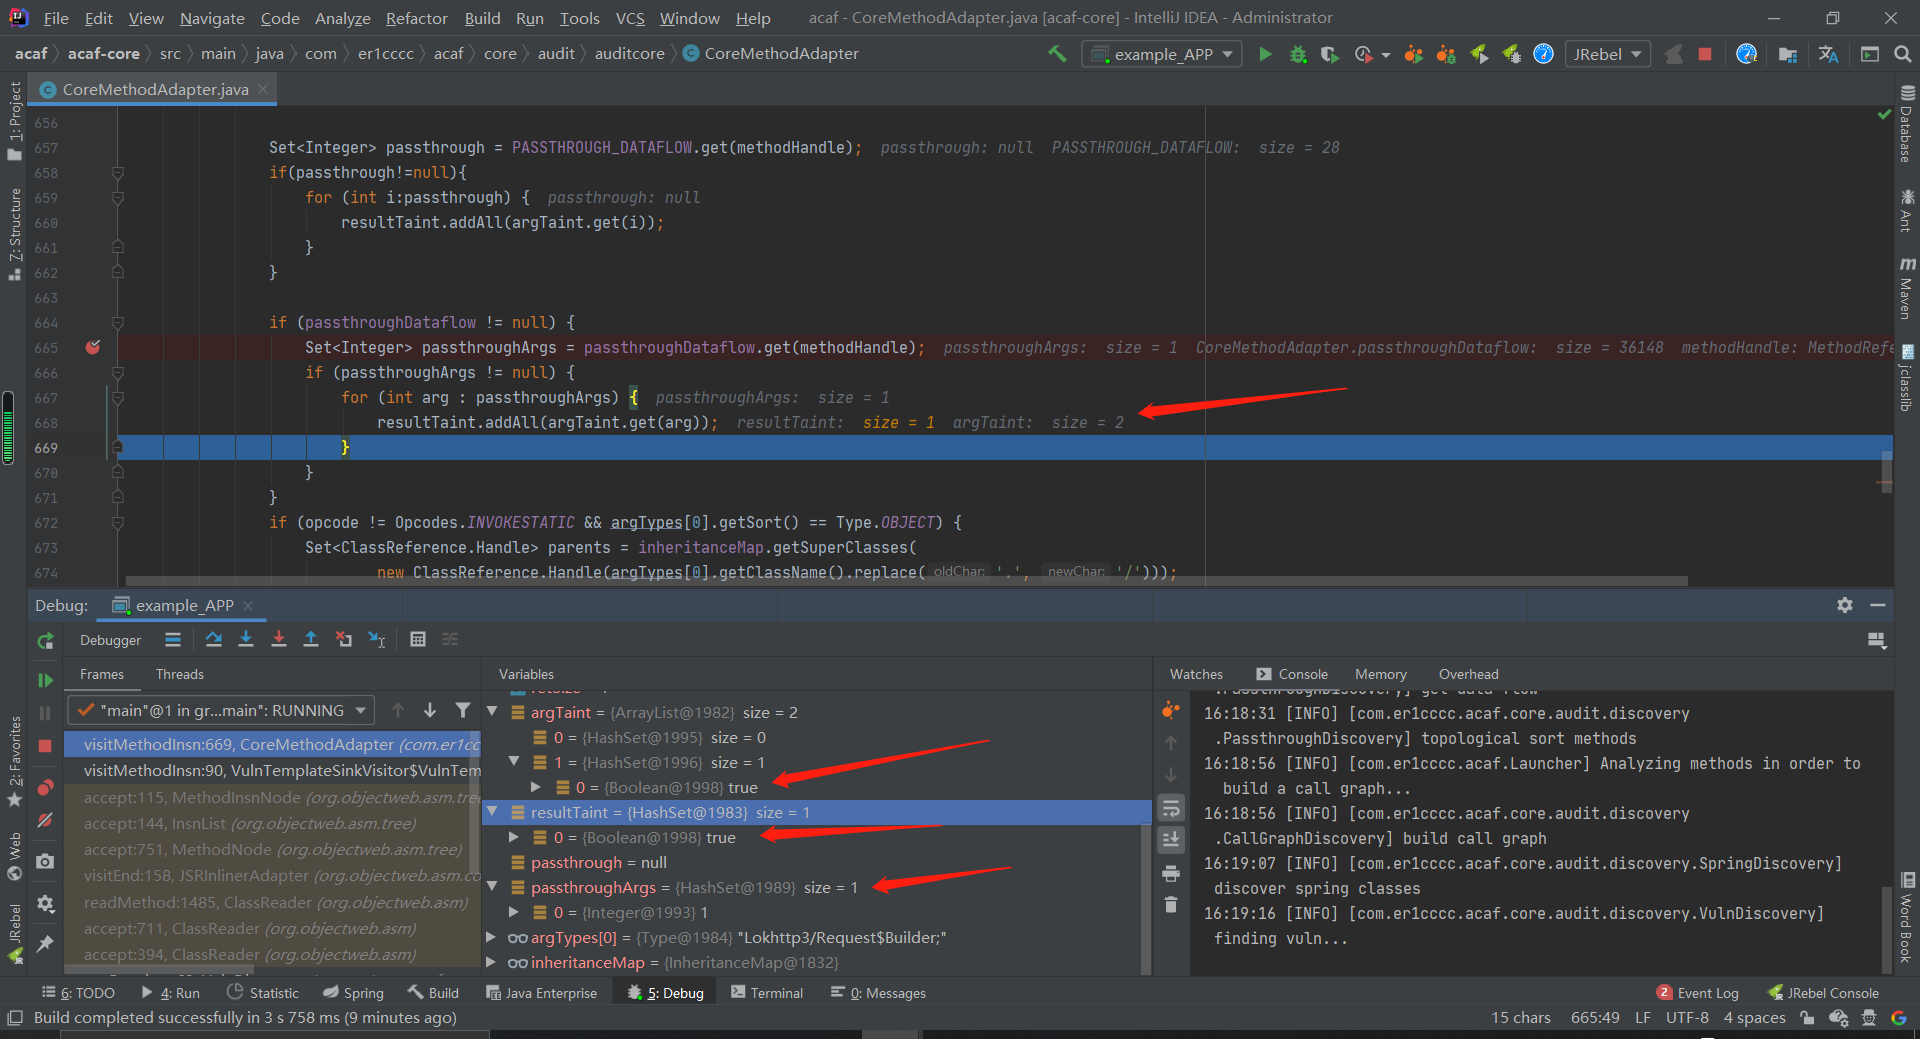 File Edit View Navigate Code Analyze Refactor Build Run Tools VCS Window Help acaf - CoreMethodAdapter.java [acaf-core] - IntelliJ IDEA - Administrator
acaf acaf-core src main java com er1cccc acaf core audit auditcore CoreMethodAdapter example_APP JRebel
CoreMethodAdapter.java
1: Project
7: Structure
2: Favorites
Web
JRebel
Database
Ant
Maven
jclasslib
Word Book
656
657 Set<Integer> passthrough = PASSTHROUGH_DATAFLOW.get(methodHandle); passthrough: null PASSTHROUGH_DATAFLOW: size = 28
658 if(passthrough!=null){
659 for (int i:passthrough) { passthrough: null
660 resultTaint.addAll(argTaint.get(i));
661 }
662 }
663
664 if (passthroughDataflow != null) {
665 Set<Integer> passthroughArgs = passthroughDataflow.get(methodHandle); passthroughArgs: size = 1 CoreMethodAdapter.passthroughDataflow: size = 36148 methodHandle: MethodRefe
666 if (passthroughArgs != null) {
667 for (int arg : passthroughArgs) { passthroughArgs: size = 1
668 resultTaint.addAll(argTaint.get(arg)); resultTaint: size = 1 argTaint: size = 2
669 }
670 }
671 }
672 if (opcode != Opcodes.INVOKESTATIC && argTypes[0].getSort() == Type.OBJECT) {
673 Set<ClassReference.Handle> parents = inheritanceMap.getSuperClasses(
674 new ClassReference.Handle(argTypes[0].getClassName().replace( oldChar: '.', newChar: '/')));
Debug: example_APP
Debugger
Frames Threads
"main"@1 in gr...main": RUNNING
visitMethodInsn:669, CoreMethodAdapter (com.er1cc
visitMethodInsn:90, VulnTemplateSinkVisitor$VulnTem
accept:115, MethodInsnNode (org.objectweb.asm.tree
accept:144, InsnList (org.objectweb.asm.tree)
accept:751, MethodNode (org.objectweb.asm.tree)
visitEnd:158, JSRInlinerAdapter (org.objectweb.asm.co
readMethod:1485, ClassReader (org.objectweb.asm)
accept:711, ClassReader (org.objectweb.asm)
accept:394, ClassReader (org.objectweb.asm)
Variables
argTaint = {ArrayList@1982} size = 2
0 = {HashSet@1995} size = 0
1 = {HashSet@1996} size = 1
0 = {Boolean@1998} true
resultTaint = {HashSet@1983} size = 1
0 = {Boolean@1998} true
passthrough = null
passthroughArgs = {HashSet@1989} size = 1
0 = {Integer@1993} 1
argTypes[0] = {Type@1984} "Lokhttp3/Request$Builder;"
inheritanceMap = {InheritanceMap@1832}
Watches Console Memory Overhead
.PassthroughDiscovery] get data flow
16:18:31 [INFO] [com.er1cccc.acaf.core.audit.discovery
.PassthroughDiscovery] topological sort methods
16:18:56 [INFO] [com.er1cccc.acaf.Launcher] Analyzing methods in order to
build a call graph...
16:18:56 [INFO] [com.er1cccc.acaf.core.audit.discovery
.CallGraphDiscovery] build call graph
16:19:07 [INFO] [com.er1cccc.acaf.core.audit.discovery.SpringDiscovery]
discover spring classes
16:19:16 [INFO] [com.er1cccc.acaf.core.audit.discovery.VulnDiscovery]
finding vuln...
6: TODO 4: Run Statistic Spring Build Java Enterprise 5: Debug Terminal 0: Messages 2 Event Log JRebel Console
Build completed successfully in 3 s 758 ms (9 minutes ago) 15 chars 665:49 LF UTF-8 4 spaces